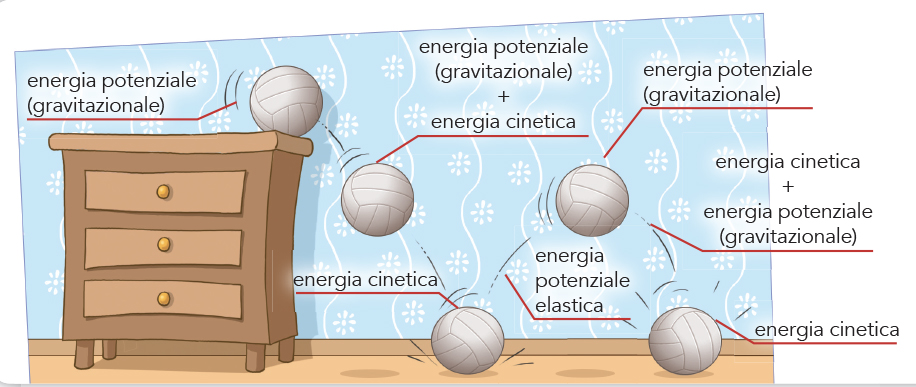 energia potenziale
(gravitazionale)
energia potenziale
(gravitazionale)
+
energia cinetica
energia potenziale
(gravitazionale)
energia cinetica
+
energia potenziale
(gravitazionale)
energia cinetica
energia
potenziale
elastica
energia cinetica